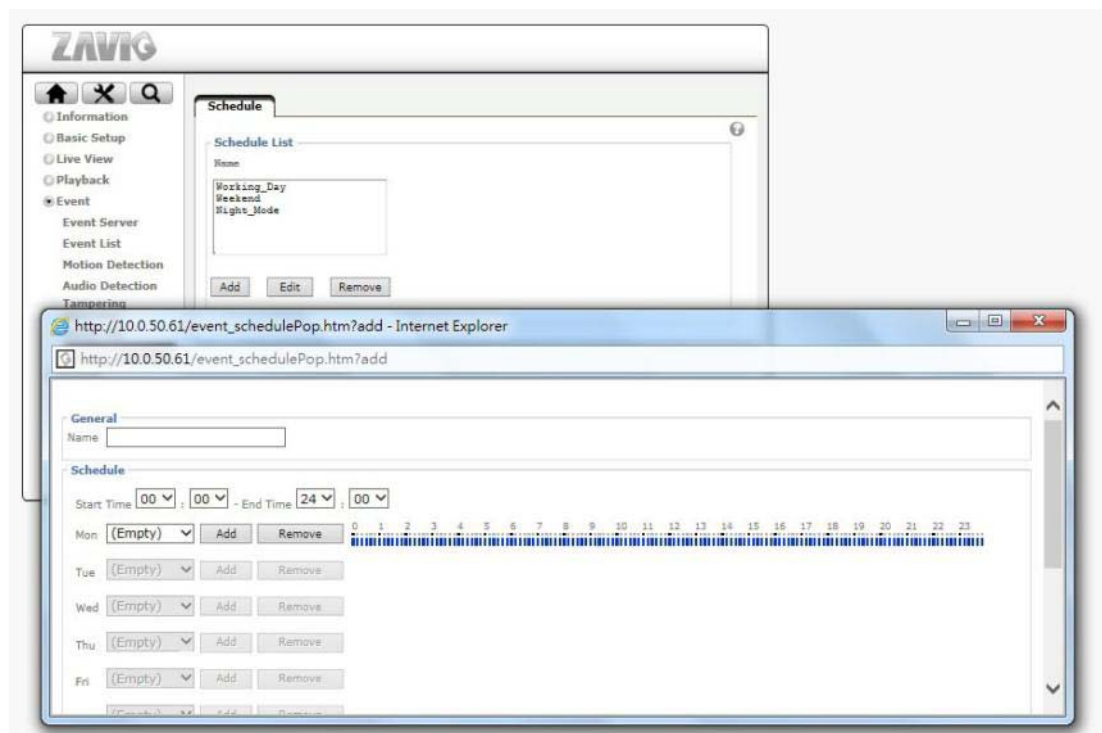 ZAVIO
Information
Basic Setup
Live View
Playback
Event
Event Server
Event List
Motion Detection
Audio Detection
Tampering
Schedule
Schedule List
Name
Working_Day
Weekend
Night_Mode
Add Edit Remove
http://10.0.50.61/event_schedulePop.htm?add - Internet Explorer
http://10.0.50.61/event_schedulePop.htm?add
General
Name
Schedule
Start Time 00 : 00 - End Time 24 : 00
Mon (Empty) Add Remove 0 1 2 3 4 5 6 7 8 9 10 11 12 13 14 15 16 17 18 19 20 21 22 23
Tue (Empty) Add Remove
Wed (Empty) Add Remove
Thu (Empty) Add Remove
Fri (Empty) Add Remove